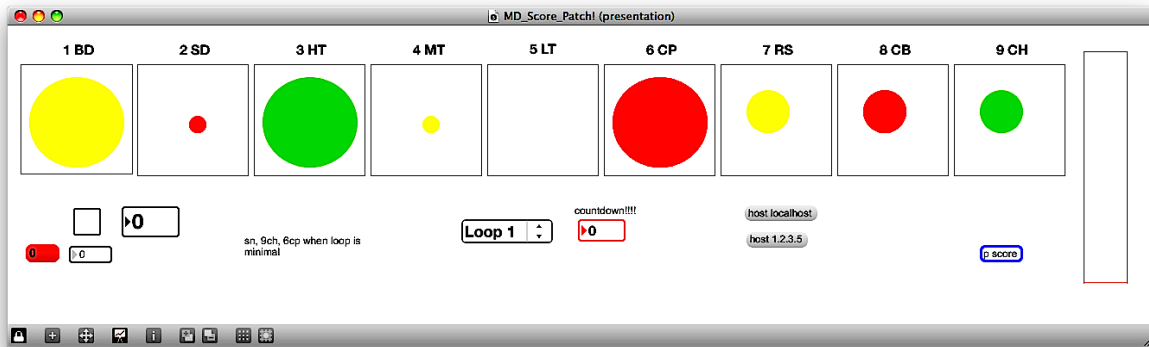 MD_Score_Patch! (presentation)
1 BD 2 SD 3 HT 4 MT 5 LT 6 CP 7 RS 8 CB 9 CH
0
0
0
sn, 9ch, 6cp when loop is
minimal
Loop 1
countdown!!!!
0
host localhost
host 1.2.3.5
p score